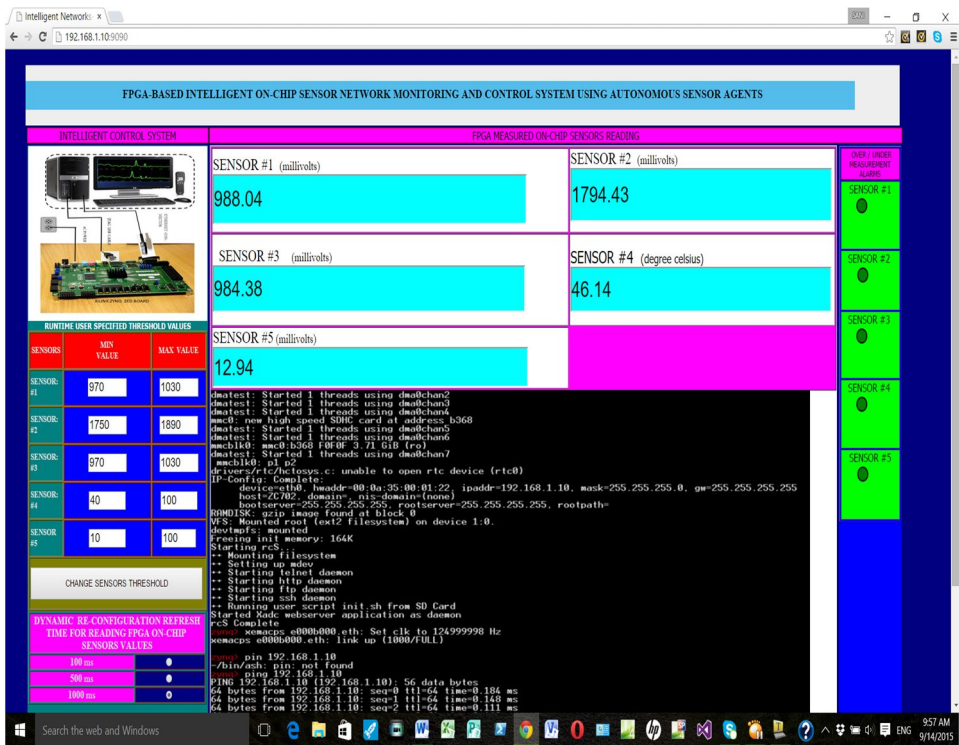 Intelligent Networks
192.168.1.10:9090
FPGA-BASED INTELLIGENT ON-CHIP SENSOR NETWORK MONITORING AND CONTROL SYSTEM USING AUTONOMOUS SENSOR AGENTS
INTELLIGENT CONTROL SYSTEM
FPGA MEASURED ON-CHIP SENSORS READING
SENSOR #1 (millivolts)
988.04
SENSOR #2 (millivolts)
1794.43
SENSOR #3 (millivolts)
984.38
SENSOR #4 (degree celsius)
46.14
SENSOR #5 (millivolts)
12.94
OVER / UNDER
MEASUREMENT
ALARMS
SENSOR #1
SENSOR #2
SENSOR #3
SENSOR #4
SENSOR #5
RUNTIME USER SPECIFIED THRESHOLD VALUES
SENSORS MIN VALUE MAX VALUE
SENSOR: #1 970 1030
SENSOR: #2 1750 1890
SENSOR: #3 970 1030
SENSOR: #4 40 100
SENSOR #5 10 100
CHANGE SENSORS THRESHOLD
DYNAMIC RE-CONFIGURATION REFRESH
TIME FOR READING FPGA ON-CHIP
SENSORS VALUES
100 ms
500 ms
1000 ms
dmatest: Started 1 threads using dma0chan2
dmatest: Started 1 threads using dma0chan3
dmatest: Started 1 threads using dma0chan4
mmc0: new high speed SDHC card at address b368
dmatest: Started 1 threads using dma0chan5
dmatest: Started 1 threads using dma0chan6
mmcblk0: mmc0:b368 F0F0F 3.71 GiB (ro)
dmatest: Started 1 threads using dma0chan7
mmcblk0: p1 p2
drivers/rtc/hctosys.c: unable to open rtc device (rtc0)
IP-Config: Complete:
device=eth0, hwaddr=00:0a:35:00:01:22, ipaddr=192.168.1.10, mask=255.255.255.0, gw=255.255.255.255
host=ZC702, domain=, nis-domain=(none)
bootserver=255.255.255.255, rootserver=255.255.255.255, rootpath=
RAMDISK: gzip image found at block 0
VFS: Mounted root (ext2 filesystem) on device 1:0.
devtmpfs: mounted
Freeing init memory: 164K
Starting rcS...
++ Mounting filesystem
++ Setting up mdev
++ Starting telnet daemon
++ Starting http daemon
++ Starting ftp daemon
++ Starting ssh daemon
++ Running user script init.sh from SD Card
Started Xadc webserver application as daemon
rcS Complete
zynq> xemacps e000b000.eth: Set clk to 124999998 Hz
xemacps e000b000.eth: link up (1000/FULL)
zynq> pin 192.168.1.10
-/bin/ash: pin: not found
zynq> ping 192.168.1.10
PING 192.168.1.10 (192.168.1.10): 56 data bytes
64 bytes from 192.168.1.10: seq=0 ttl=64 time=0.184 ms
64 bytes from 192.168.1.10: seq=1 ttl=64 time=0.148 ms
64 bytes from 192.168.1.10: seq=2 ttl=64 time=0.111 ms
Search the web and Windows
ENG
9:57 AM
9/14/2015